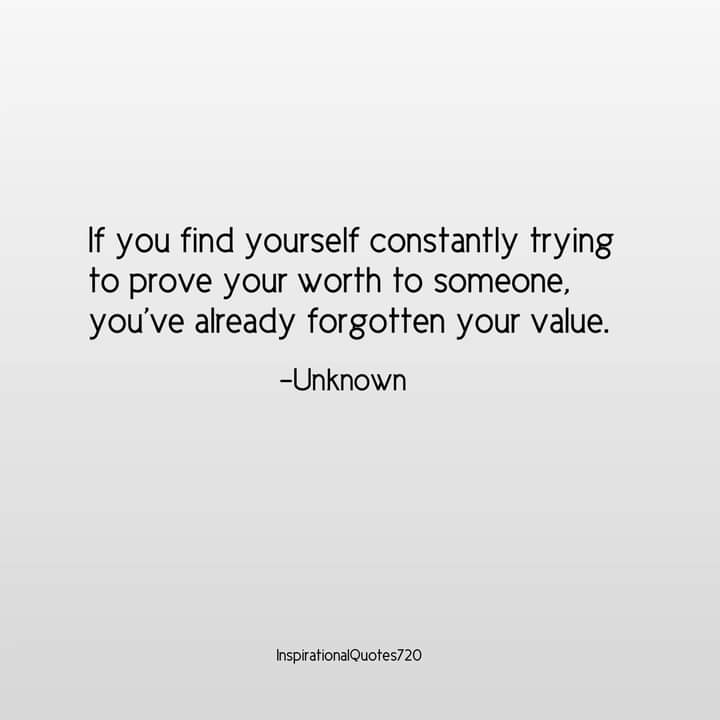 If you find yourself constantly trying
to prove your worth to someone,
you've already forgotten your value.
-Unknown
InspirationalQuotes720